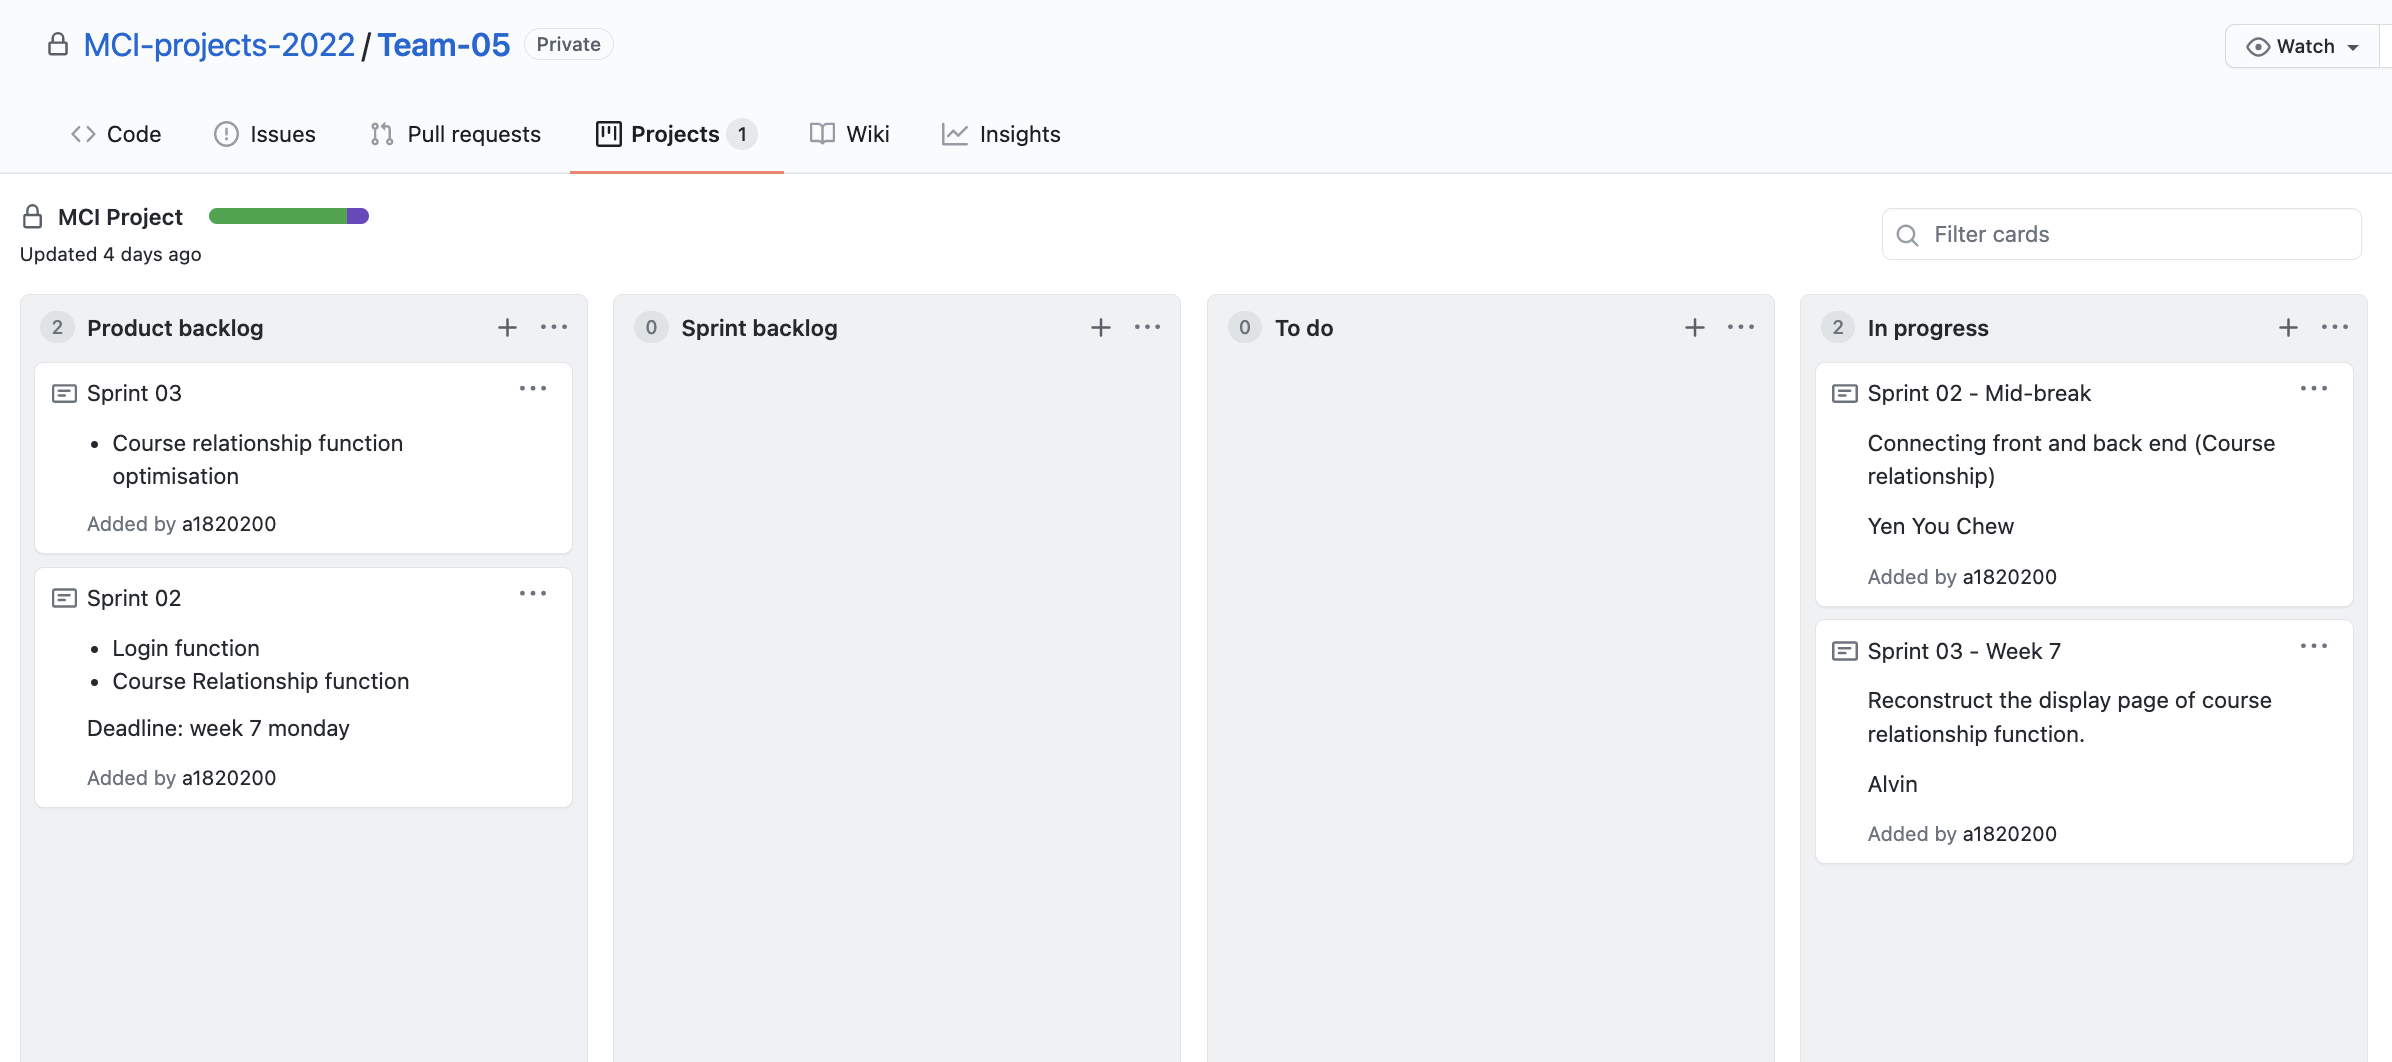 MCI-projects-2022 / Team-05 Private
Watch
Code Issues Pull requests Projects 1 Wiki Insights
MCI Project
Updated 4 days ago
Filter cards
2 Product backlog
Sprint 03
• Course relationship function
optimisation
Added by a1820200
Sprint 02
• Login function
• Course Relationship function
Deadline: week 7 monday
Added by a1820200
0 Sprint backlog
0 To do
2 In progress
Sprint 02 - Mid-break
Connecting front and back end (Course
relationship)
Yen You Chew
Added by a1820200
Sprint 03 - Week 7
Reconstruct the display page of course
relationship function.
Alvin
Added by a1820200